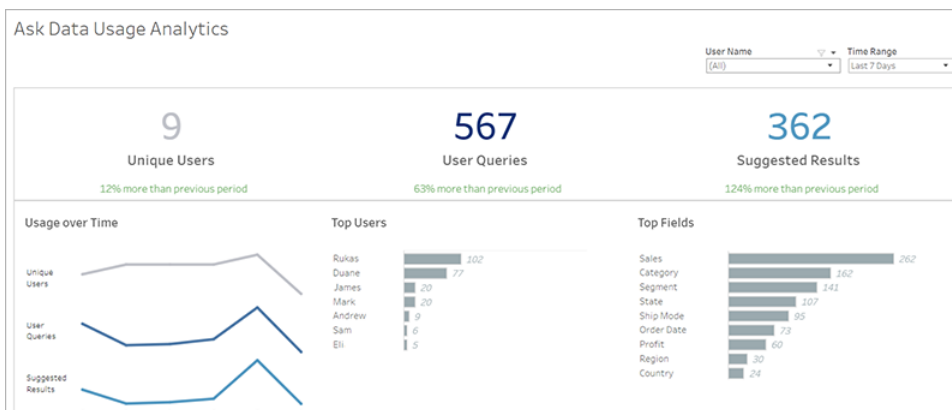 Ask Data Usage Analytics
User Name
Time Range
(All)
Last 7 Days
9
Unique Users
12% more than previous period
567
User Queries
63% more than previous period
362
Suggested Results
124% more than previous period
Usage over Time
Unique
Users
User
Queries
Suggested
Results
Top Users
Rukas 102
Duane 77
James 20
Mark 20
Andrew 9
Sam 6
Eli 5
Top Fields
Sales 262
Category 162
Segment 141
State 107
Ship Mode 95
Order Date 73
Profit 60
Region 30
Country 24